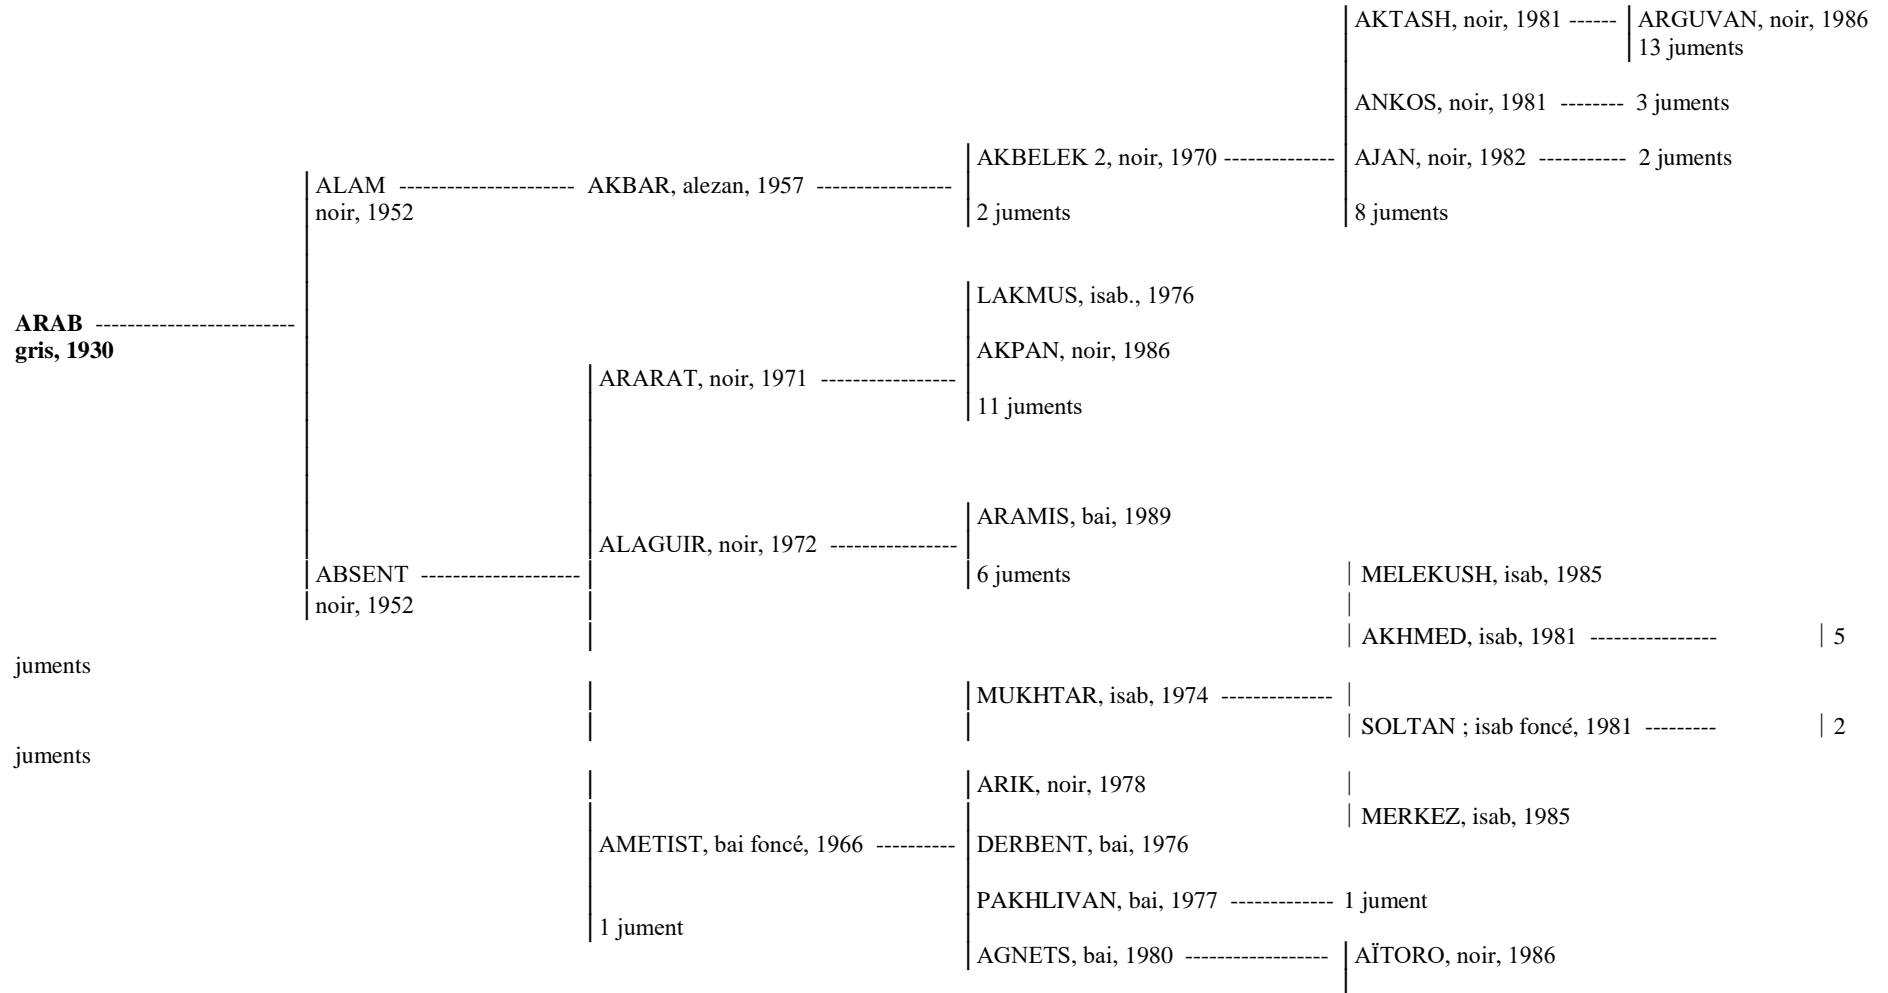 AKTASH, noir, 1981 ------ ARGUVAN, noir, 1986
13 juments
ANKOS, noir, 1981 -------- 3 juments
AKBELEK 2, noir, 1970 -------------- AJAN, noir, 1982 ----------- 2 juments
ALAM ---------------------- AKBAR, alezan, 1957 -----------------
noir, 1952 2 juments 8 juments
LAKMUS, isab., 1976
ARAB -------------------------
gris, 1930 AKPAN, noir, 1986
ARARAT, noir, 1971 -----------------
11 juments
ARAMIS, bai, 1989
ALAGUIR, noir, 1972 ----------------
ABSENT -------------------- 6 juments | MELEKUSH, isab, 1985
noir, 1952 |
| AKHMED, isab, 1981 ---------------- | 5
juments
MUKHTAR, isab, 1974 -------------- |
| SOLTAN ; isab foncé, 1981 --------- | 2
juments
ARIK, noir, 1978 |
| MERKEZ, isab, 1985
AMETIST, bai foncé, 1966 ---------- DERBENT, bai, 1976
PAKHLIVAN, bai, 1977 ------------- 1 jument
1 jument
AGNETS, bai, 1980 ------------------ AÏTORO, noir, 1986